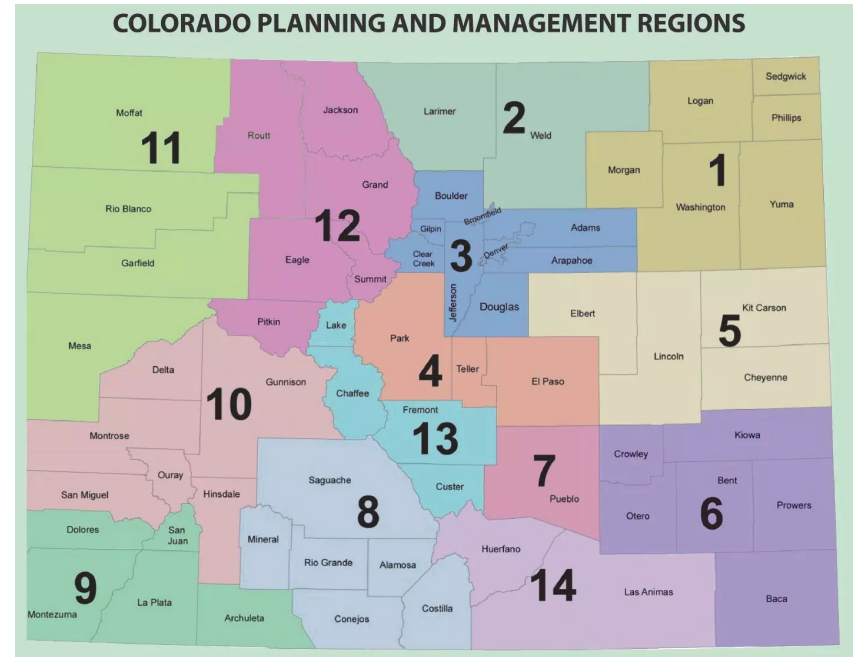 COLORADO PLANNING AND MANAGEMENT REGIONS
Moffat
11
Routt
Jackson
Larimer
2
Weld
Logan
Sedgwick
Phillips
Morgan
1
Washington
Yuma
Rio Blanco
Garfield
Grand
12
Eagle
Summit
Boulder
Broomfield
Gilpin
Clear
Creek
3
Denver
Adams
Arapahoe
Jefferson
Douglas
Elbert
Kit Carson
5
Lincoln
Cheyenne
Mesa
Pitkin
Lake
Park
4
Teller
El Paso
Delta
Gunnison
10
Chaffee
Fremont
13
Custer
Montrose
Ouray
San Miguel
Hinsdale
Saguache
8
Mineral
Rio Grande
Alamosa
Conejos
Costilla
7
Pueblo
Crowley
Kiowa
Bent
Otero
6
Prowers
Baca
Dolores
San
Juan
9
Montezuma
La Plata
Archuleta
Huerfano
14
Las Animas